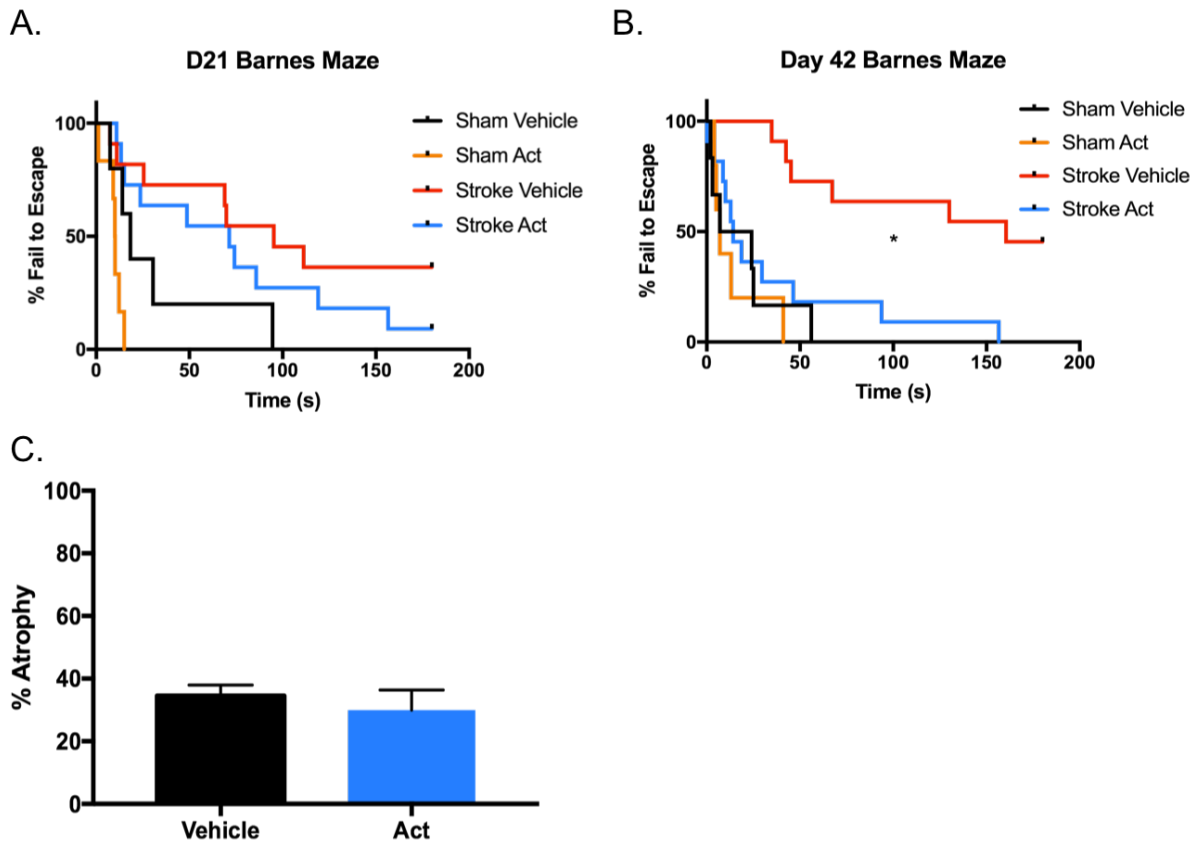 A.
D21 Barnes Maze
% Fail to Escape
100
50
0
0 50 100 150 200
Time (s)
Sham Vehicle
Sham Act
Stroke Vehicle
Stroke Act
B.
Day 42 Barnes Maze
% Fail to Escape
100
50
0
0 50 100 150 200
Time (s)
*
Sham Vehicle
Sham Act
Stroke Vehicle
Stroke Act
C.
% Atrophy
100
80
60
40
20
0
Vehicle Act